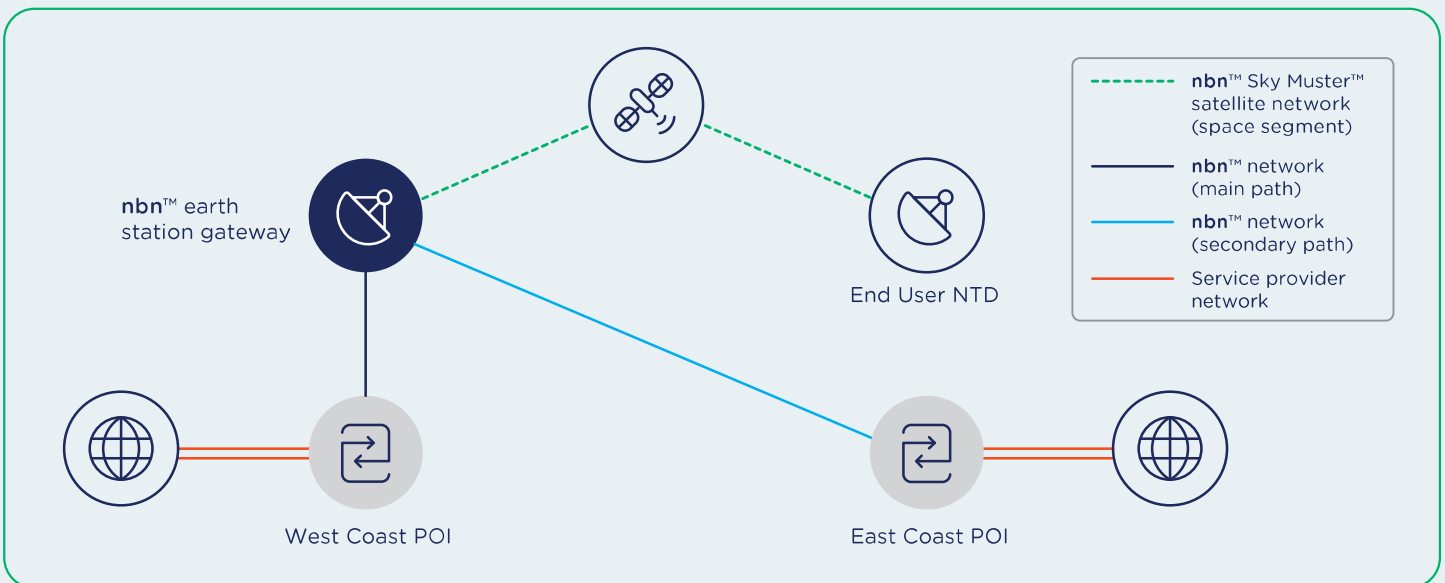 nbn™ earth
station gateway
End User NTD
West Coast POI
East Coast POI
nbn™ Sky Muster™
satellite network
(space segment)
nbn™ network
(main path)
nbn™ network
(secondary path)
Service provider
network